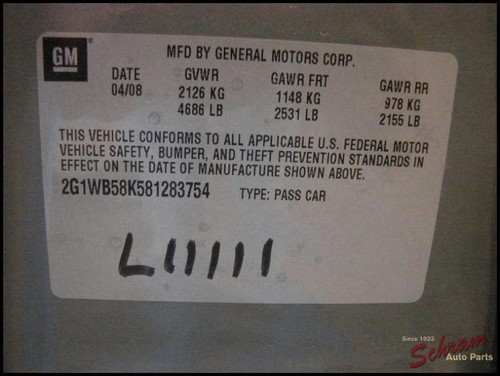 GM
MFD BY GENERAL MOTORS CORP.
DATE GVWR GAWR FRT GAWR RR
04/08 2126 KG 1148 KG 978 KG
4686 LB 2531 LB 2155 LB
THIS VEHICLE CONFORMS TO ALL APPLICABLE U.S. FEDERAL MOTOR
VEHICLE SAFETY, BUMPER, AND THEFT PREVENTION STANDARDS IN
EFFECT ON THE DATE OF MANUFACTURE SHOWN ABOVE.
2G1WB58K581283754 TYPE: PASS CAR
L11111
Since 1923
Schram
Auto Parts